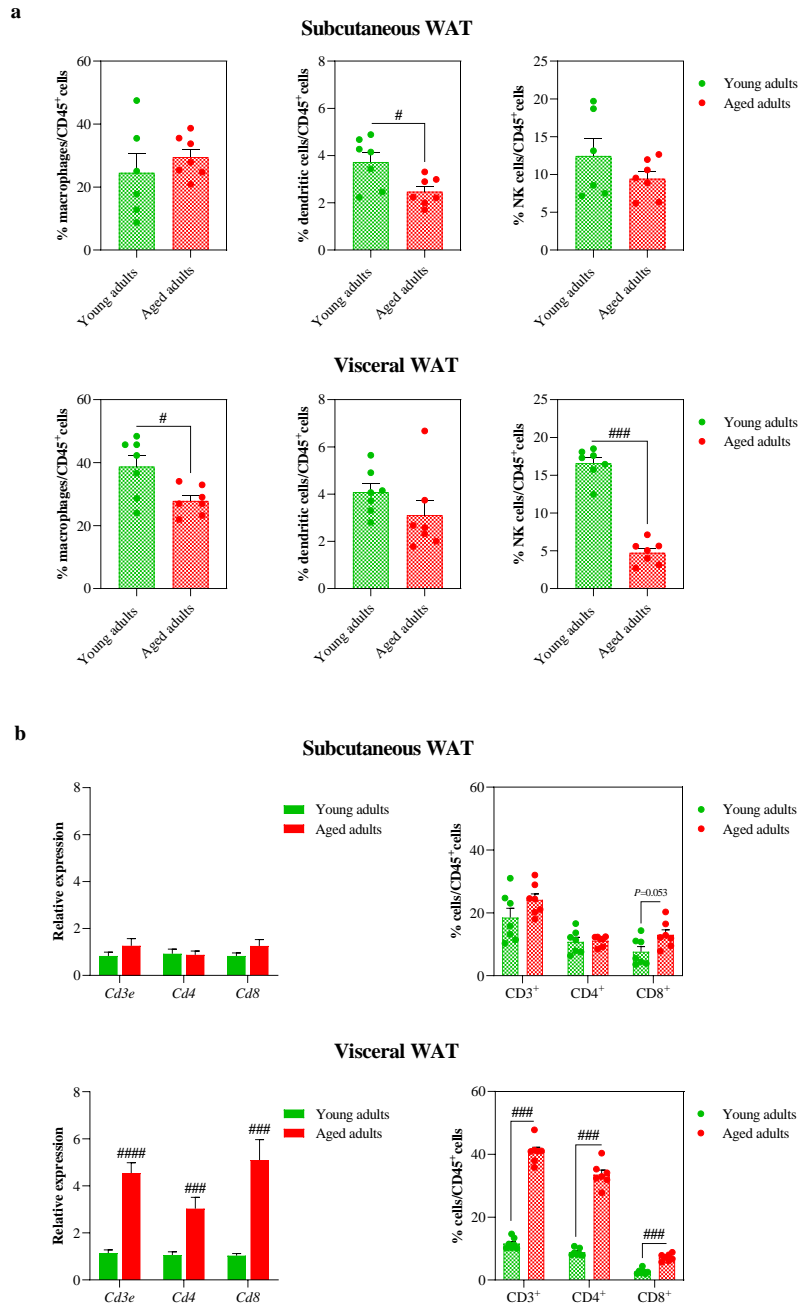 a
Subcutaneous WAT
% macrophages/CD45+cells
60
40
20
0
Young adults
Aged adults
% dendritic cells/CD45+cells
8
6
4
2
0
#
Young adults
Aged adults
% NK cells/CD45+cells
25
20
15
10
5
0
Young adults
Aged adults
Young adults
Aged adults
Visceral WAT
% macrophages/CD45+cells
60
40
20
0
#
Young adults
Aged adults
% dendritic cells/CD45+cells
8
6
4
2
0
Young adults
Aged adults
% NK cells/CD45+cells
25
20
15
10
5
0
###
Young adults
Aged adults
Young adults
Aged adults
b
Subcutaneous WAT
Relative expression
8
6
4
2
0
Cd3e
Cd4
Cd8
Young adults
Aged adults
% cells/CD45+cells
60
40
20
0
P=0.053
CD3+
CD4+
CD8+
Young adults
Aged adults
Visceral WAT
Relative expression
8
6
4
2
0
####
###
###
Cd3e
Cd4
Cd8
Young adults
Aged adults
% cells/CD45+cells
60
40
20
0
###
###
###
CD3+
CD4+
CD8+
Young adults
Aged adults